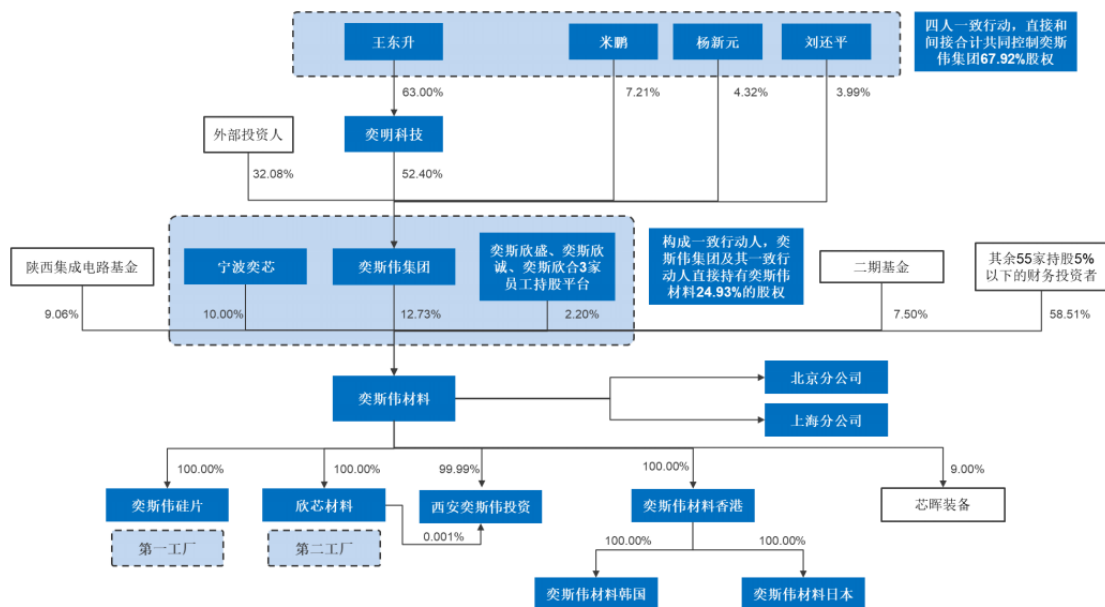 四人一致行动，直接和
间接合计共同控制奕斯
伟集团67.92%股权
王东升
米鹏
杨新元
刘还平
63.00%
7.21%
4.32%
3.99%
外部投资人
奕明科技
32.08%
52.40%
陕西集成电路基金
宁波奕芯
奕斯伟集团
奕斯欣盛、奕斯欣
诚、奕斯欣合3家
员工持股平台
构成一致行动人，奕
斯伟集团及其一致行
动人直接持有奕斯伟
材料24.93%的股权
二期基金
其余55家持股5%
以下的财务投资者
9.06%
10.00%
12.73%
2.20%
7.50%
58.51%
奕斯伟材料
北京分公司
上海分公司
100.00%
100.00%
99.99%
100.00%
9.00%
奕斯伟硅片
欣芯材料
西安奕斯伟投资
奕斯伟材料香港
芯晖装备
0.001%
第一工厂
第二工厂
100.00%
100.00%
奕斯伟材料韩国
奕斯伟材料日本